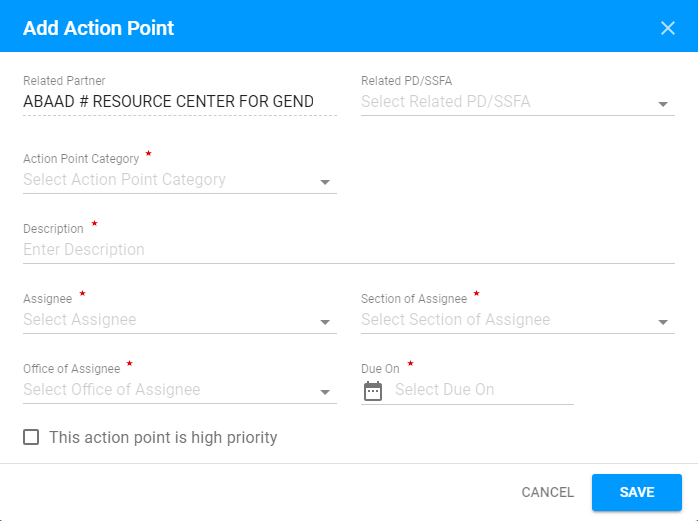 Add Action Point
Related Partner
ABAAD # RESOURCE CENTER FOR GEND
Related PD/SSFA
Select Related PD/SSFA
Action Point Category *
Select Action Point Category
Description *
Enter Description
Assignee *
Select Assignee
Section of Assignee *
Select Section of Assignee
Office of Assignee *
Select Office of Assignee
Due On *
Select Due On
This action point is high priority
CANCEL
SAVE